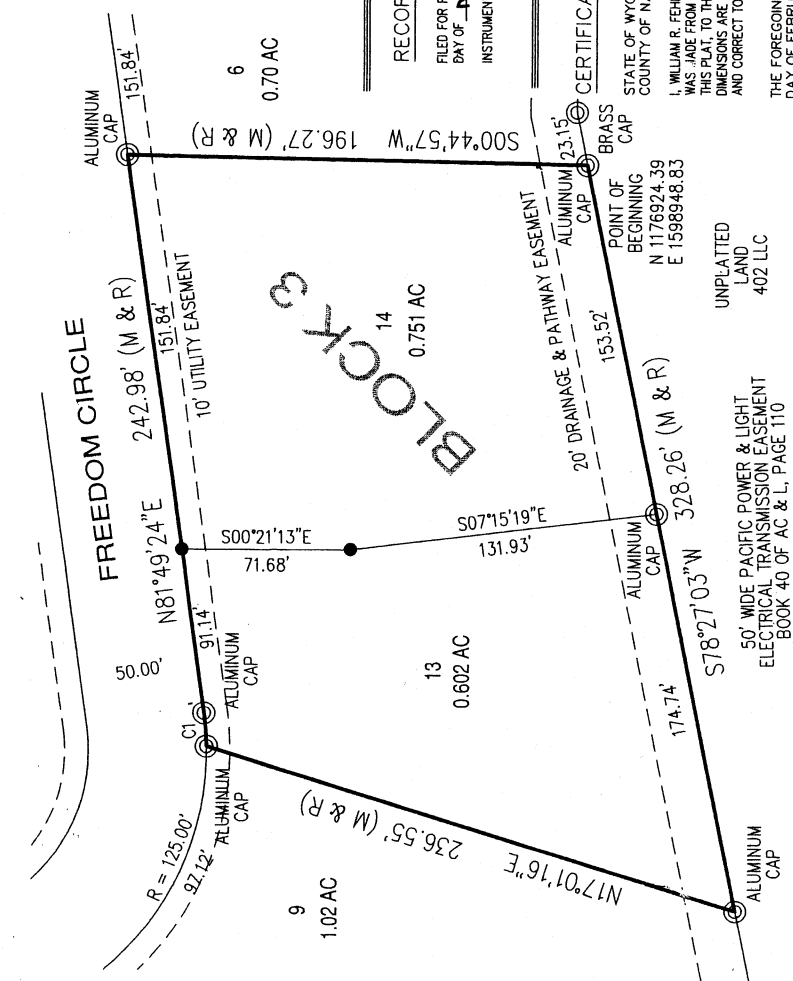 FREEDOM CIRCLE
ALUMINUM
CAP
151.84'
6
0.70 AC
N81°49'24"E 242.98' (M & R)
91.14'
151.84'
10' UTILITY EASEMENT
50.00'
C1
ALUMINUM
CAP
ALUMINUM
CAP
R = 125.00'
97.12'
9
1.02 AC
N17°01'16"E 236.55' (M & R)
13
0.602 AC
S00°21'13"E
71.68'
S07°15'19"E
131.93'
BLOCK 3
14
0.751 AC
S00°44'57"W 196.27' (M & R)
20' DRAINAGE & PATHWAY EASEMENT
ALUMINUM
CAP
23.15'
BRASS
CAP
POINT OF
BEGINNING
N 1176924.39
E 1598948.83
153.52'
ALUMINUM
CAP
S78°27'03"W 328.26' (M & R)
174.74'
ALUMINUM
CAP
UNPLATTED
LAND
402 LLC
50' WIDE PACIFIC POWER & LIGHT
ELECTRICAL TRANSMISSION EASEMENT
BOOK 40 OF AC & L, PAGE 110
RECOR
FILED FOR R
DAY OF
INSTRUMEN
CERTIFICA
STATE OF WYO
COUNTY OF NA
I, WILLIAM R. FEHR
WAS MADE FROM
THIS PLAT, TO TH
DIMENSIONS ARE
AND CORRECT TO
THE FOREGOIN
DAY OF FEBRU